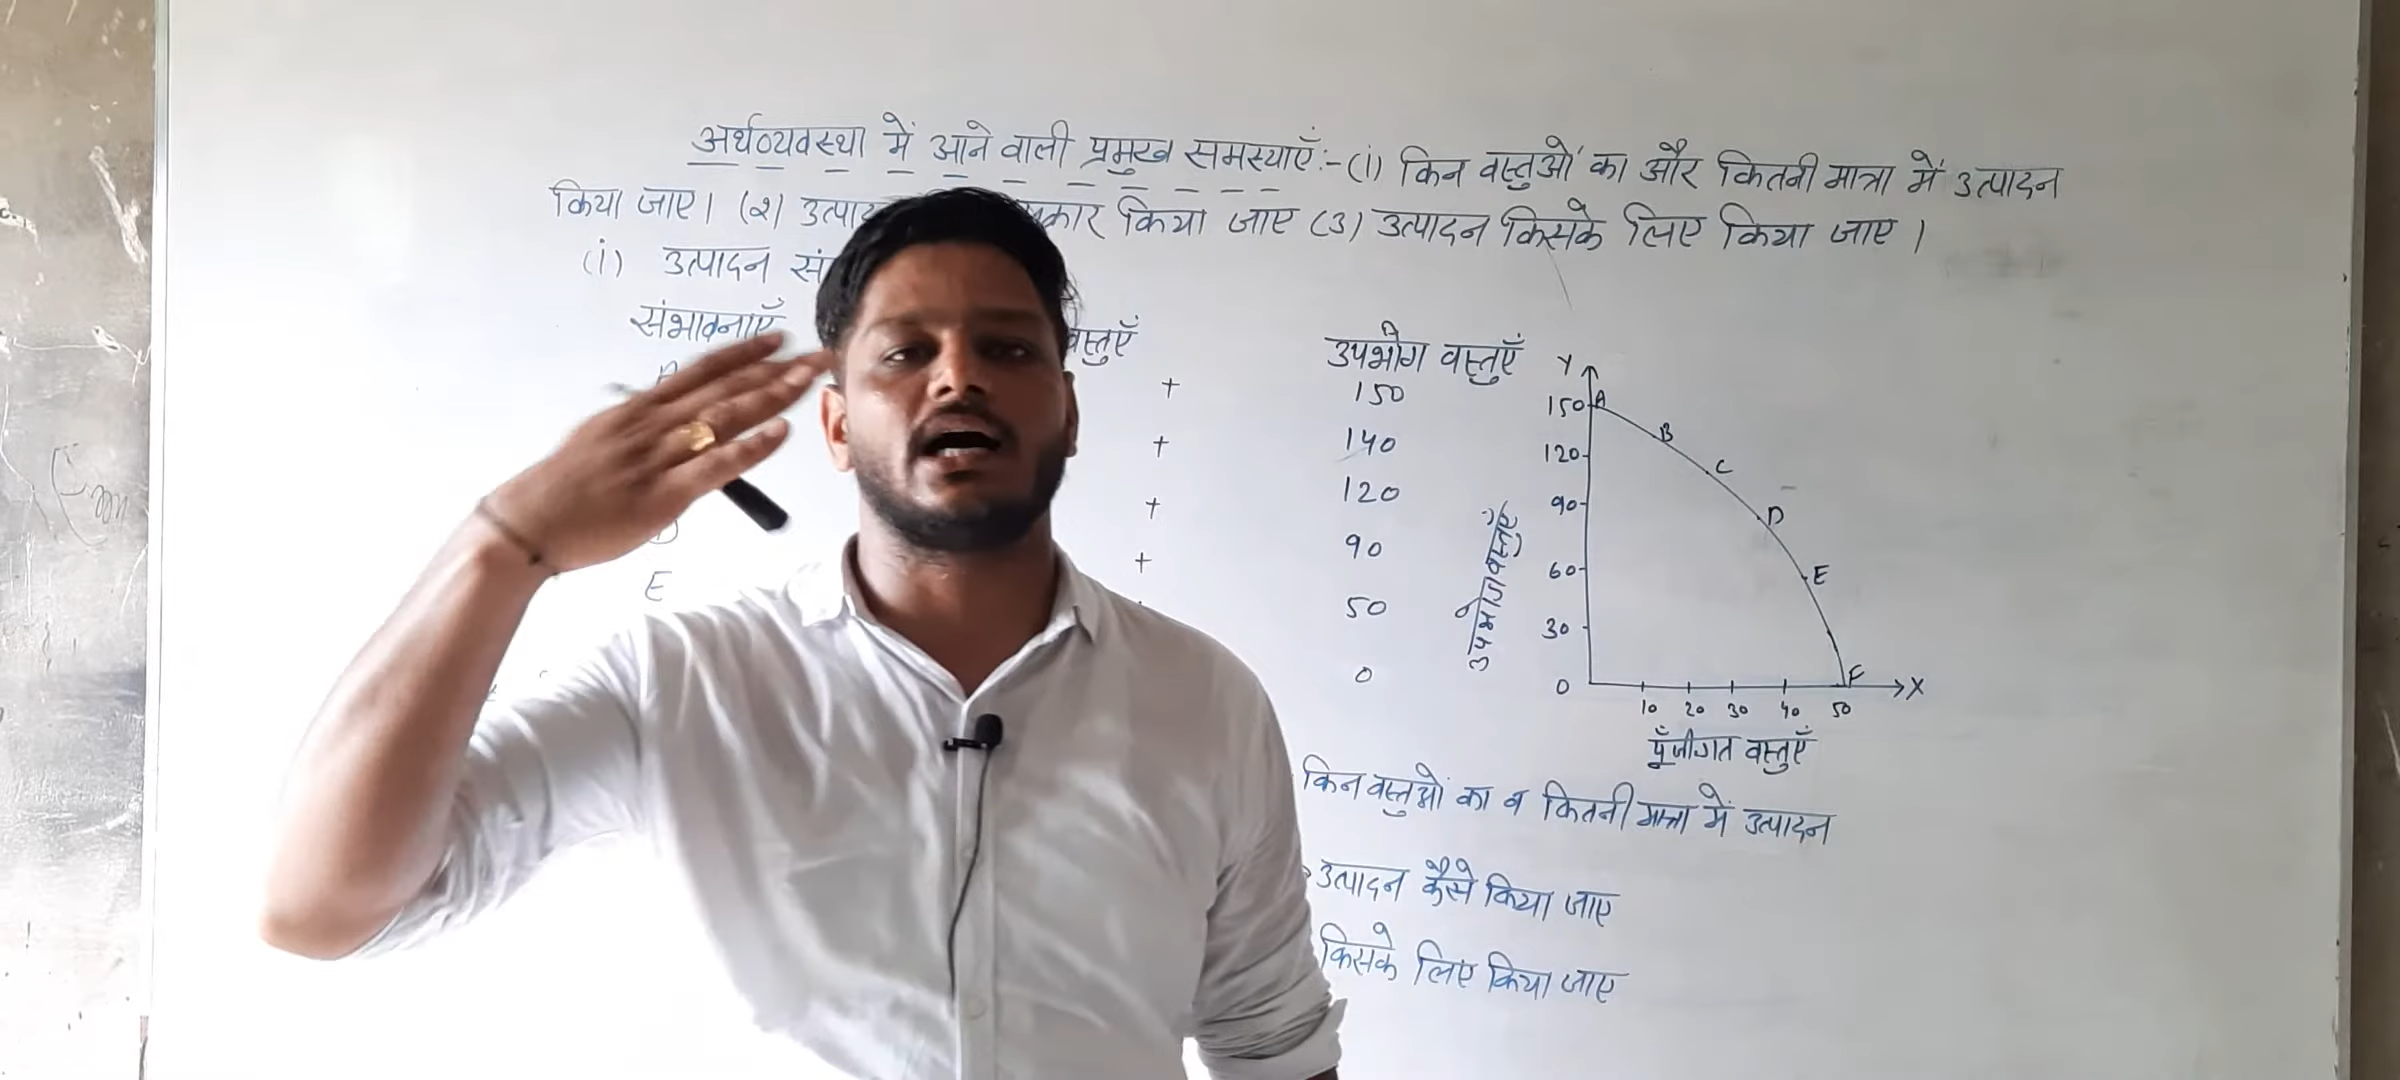 अर्थव्यवस्था में आने वाली प्रमुख समस्याएँ:-(i) किन वस्तुओं का और कितनी मात्रा में उत्पादन
किया जाए। (२) उत्पाद कार किया जाए (3) उत्पादन किसके लिए किया जाए।
(i) उत्पादन सं
संभावनाएँ वस्तुएँ उपभोग वस्तुएँ
+ 150
+ 140
+ 120
D + 90
E 50
0
Y
150 A
B
120
C
90
D
60
E
30
F
0
X
10 20 30 40 50
उपभोग वस्तुएँ
पूँजीगत वस्तुएँ
किन वस्तुओं का व कितनी मात्रा में उत्पादन
उत्पादन कैसे किया जाए
किसके लिए किया जाए